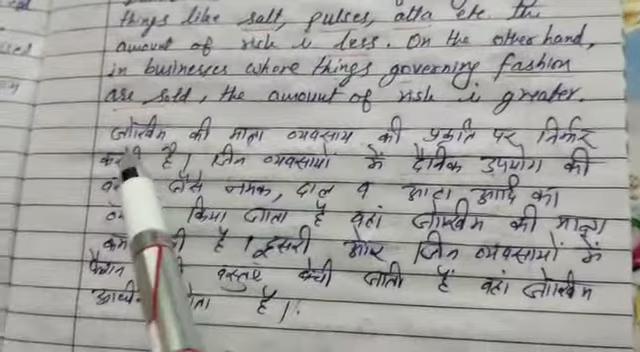 things like salt, pulses, atta etc. the
amount of risk is less. On the other hand,
in businesses where things governing fashion
are sold, the amount of risk is greater.
जोखिम की मात्रा व्यवसाय की प्रकृति पर निर्भर
है। जिन व्यवसायों में दैनिक उपयोग की
जैसे नमक, दाल व आटा आदि का
किया जाता है वहां जोखिम की मात्रा
है। दूसरी ओर जिन व्यवसायों में
वस्तुएं बेची जाती हैं वहां जोखिम
है।